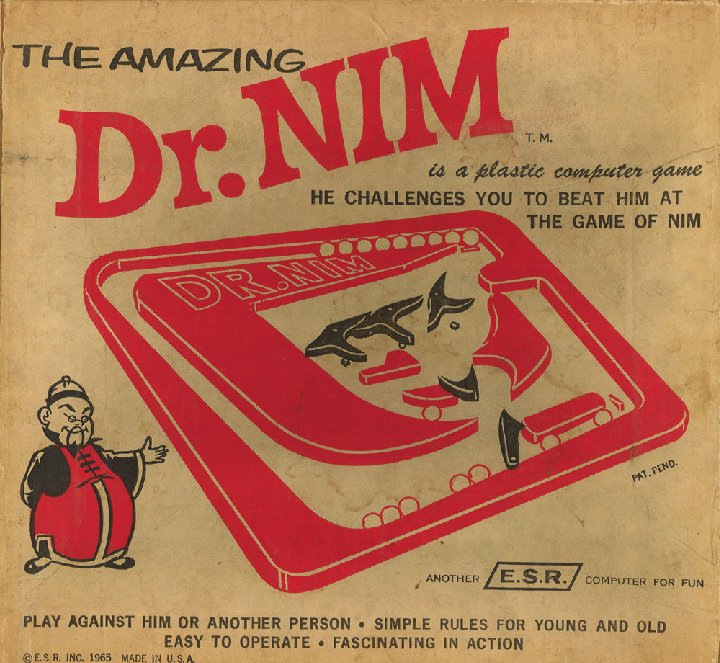 THE AMAZING
Dr. NIM T.M.
is a plastic computer game
HE CHALLENGES YOU TO BEAT HIM AT
THE GAME OF NIM
DR. NIM
PAT. PEND.
ANOTHER E.S.R. COMPUTER FOR FUN
PLAY AGAINST HIM OR ANOTHER PERSON • SIMPLE RULES FOR YOUNG AND OLD
EASY TO OPERATE • FASCINATING IN ACTION
© E.S.R. INC. 1965 MADE IN U.S.A.